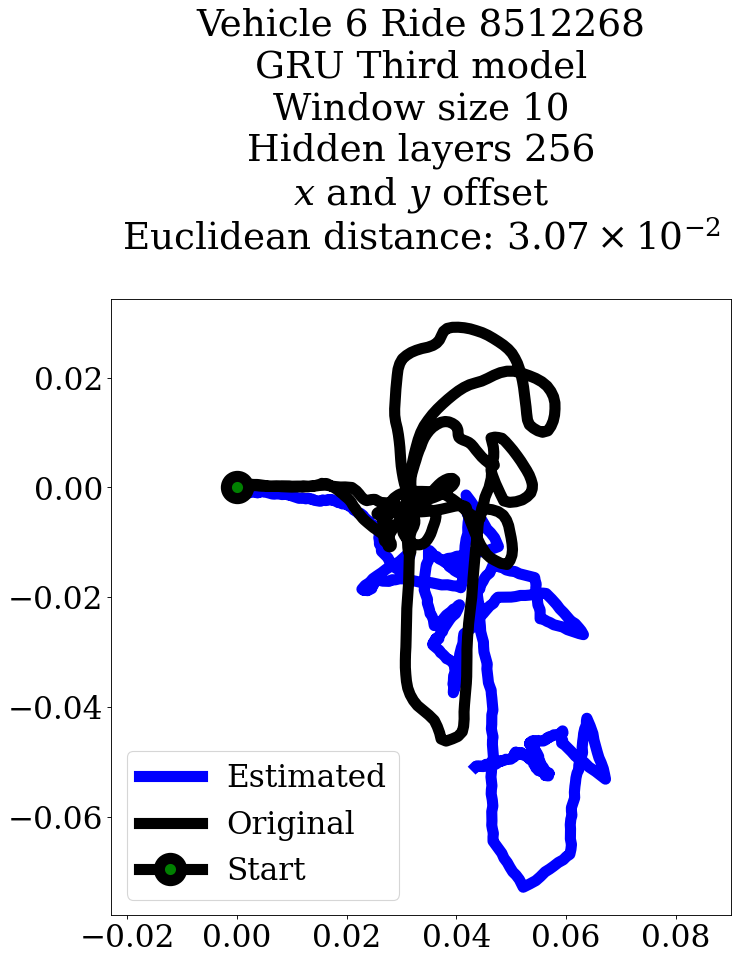 Vehicle 6 Ride 8512268
GRU Third model
Window size 10
Hidden layers 256
x and y offset
Euclidean distance: 3.07 × 10⁻²
0.02
0.00
−0.02
−0.04
−0.06
Estimated
Original
Start
−0.02 0.00 0.02 0.04 0.06 0.08